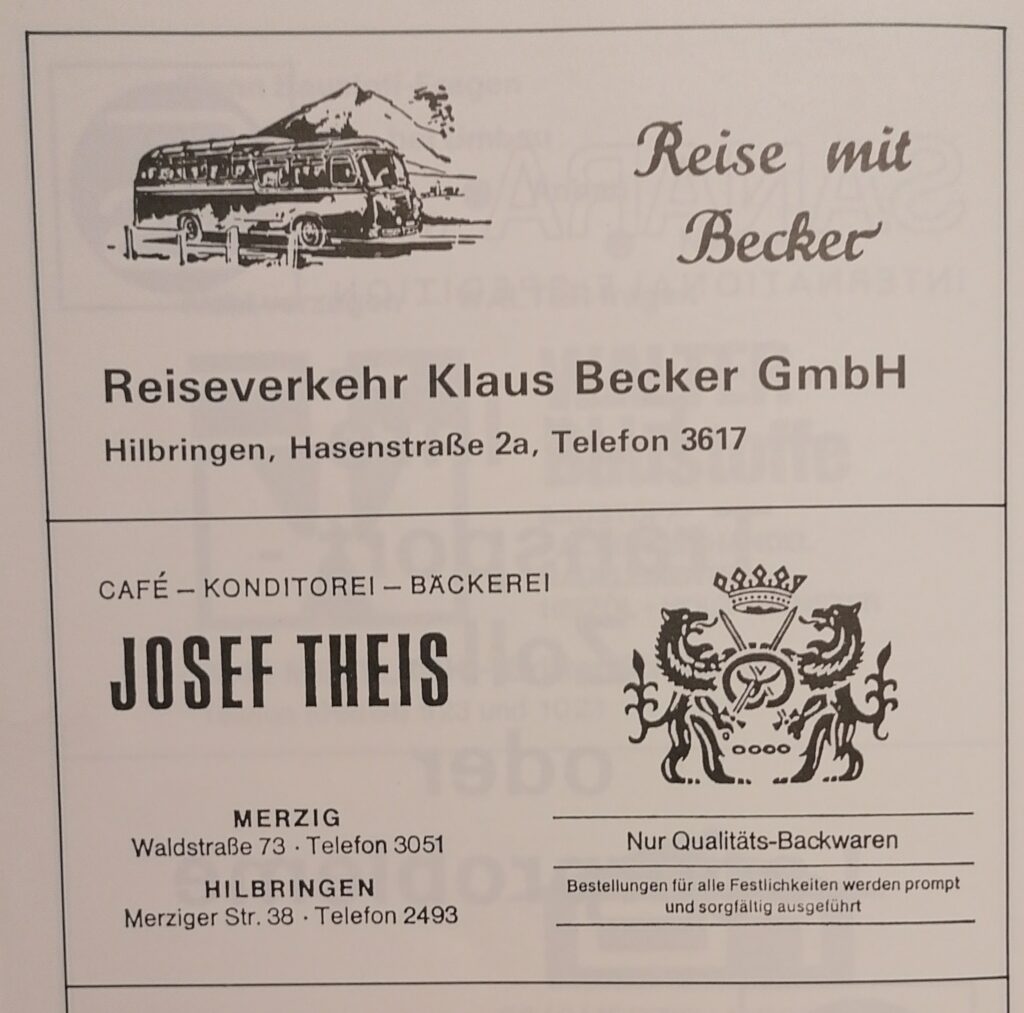 Reise mit
Becker
Reiseverkehr Klaus Becker GmbH
Hilbringen, Hasenstraße 2a, Telefon 3617
CAFÉ – KONDITOREI – BÄCKEREI
JOSEF THEIS
MERZIG
Waldstraße 73 · Telefon 3051
HILBRINGEN
Merziger Str. 38 · Telefon 2493
Nur Qualitäts-Backwaren
Bestellungen für alle Festlichkeiten werden prompt
und sorgfältig ausgeführt